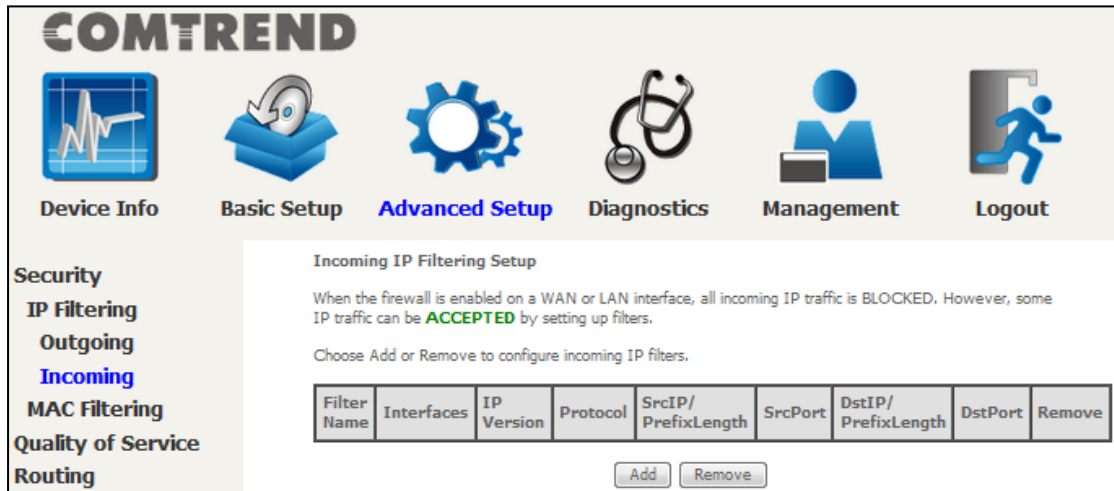 COMTREND
Device Info
Basic Setup
Advanced Setup
Diagnostics
Management
Logout
Security
IP Filtering
Outgoing
Incoming
MAC Filtering
Quality of Service
Routing
Incoming IP Filtering Setup
When the firewall is enabled on a WAN or LAN interface, all incoming IP traffic is BLOCKED. However, some
IP traffic can be ACCEPTED by setting up filters.
Choose Add or Remove to configure incoming IP filters.
Filter Name
Interfaces
IP Version
Protocol
SrcIP/ PrefixLength
SrcPort
DstIP/ PrefixLength
DstPort
Remove
Add
Remove